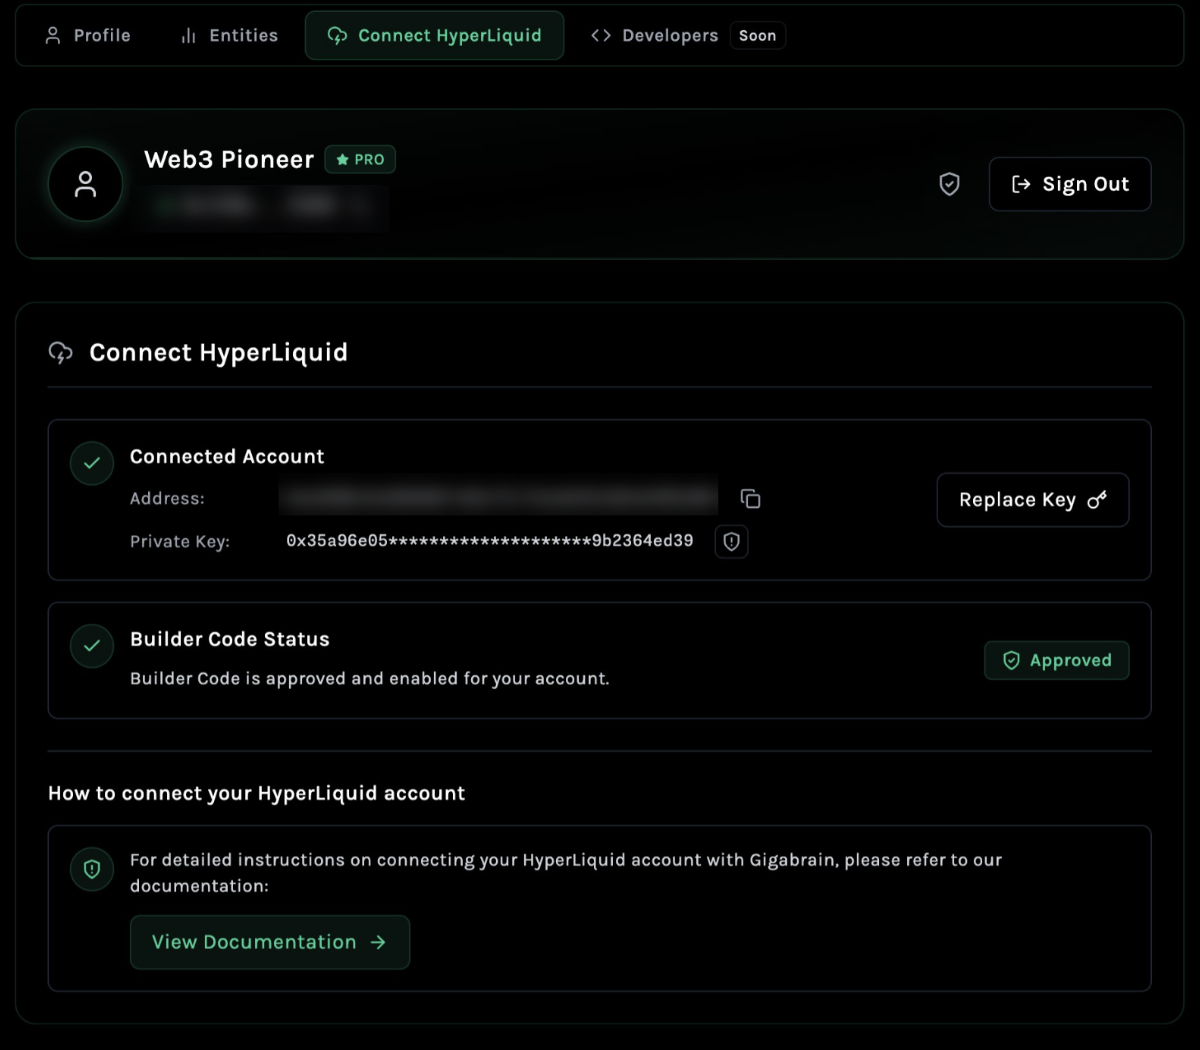 Profile
Entities
Connect HyperLiquid
Developers
Soon
Web3 Pioneer
PRO
Sign Out
Connect HyperLiquid
Connected Account
Address:
Replace Key
Private Key: 0x35a96e05********************9b2364ed39
Builder Code Status
Builder Code is approved and enabled for your account.
Approved
How to connect your HyperLiquid account
For detailed instructions on connecting your HyperLiquid account with Gigabrain, please refer to our
documentation:
View Documentation →